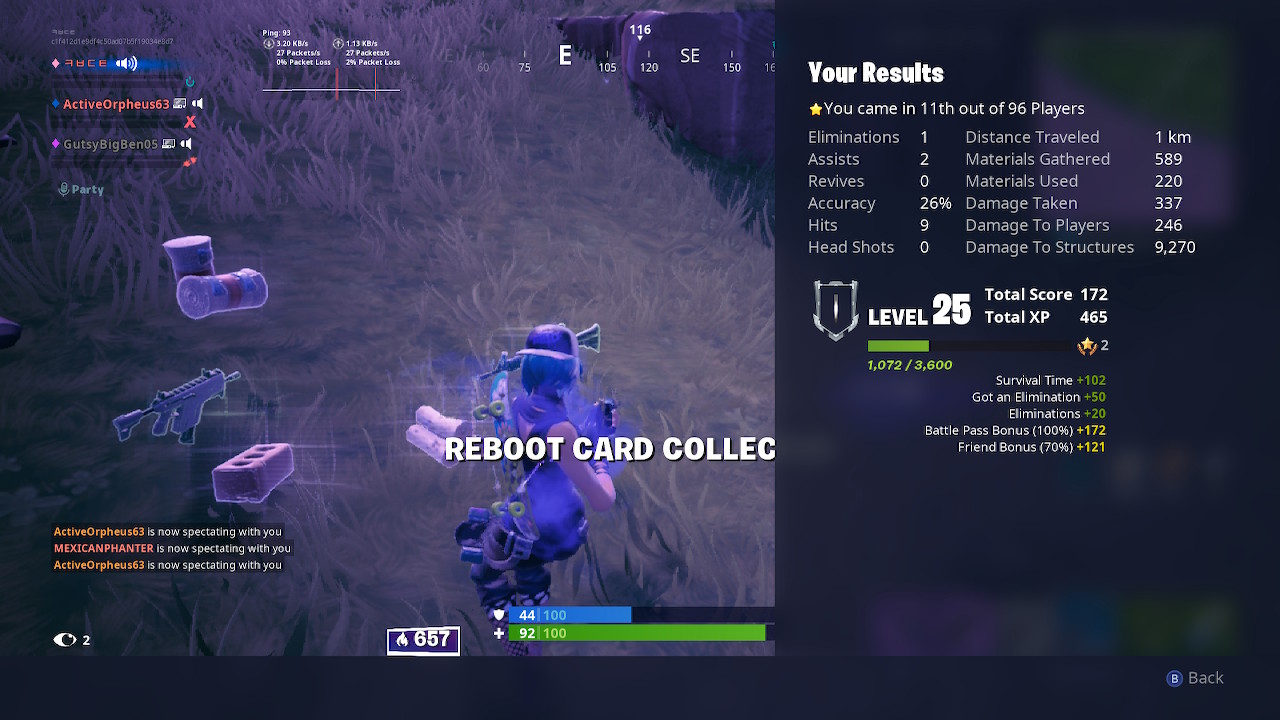 Ping: 93
3.20 KB/s 1.13 KB/s
27 Packets/s 27 Packets/s
0% Packet Loss 2% Packet Loss
116
60 75 E 105 120 SE 150
ActiveOrpheus63
GutsyBigBen05
Party
REBOOT CARD COLLEC
ActiveOrpheus63 is now spectating with you
MEXICANPHANTER is now spectating with you
ActiveOrpheus63 is now spectating with you
2
657
44 | 100
92 | 100
Your Results
You came in 11th out of 96 Players
Eliminations 1 Distance Traveled 1 km
Assists 2 Materials Gathered 589
Revives 0 Materials Used 220
Accuracy 26% Damage Taken 337
Hits 9 Damage To Players 246
Head Shots 0 Damage To Structures 9,270
LEVEL 25
Total Score 172
Total XP 465
2
1,072 / 3,600
Survival Time +102
Got an Elimination +50
Eliminations +20
Battle Pass Bonus (100%) +172
Friend Bonus (70%) +121
B Back